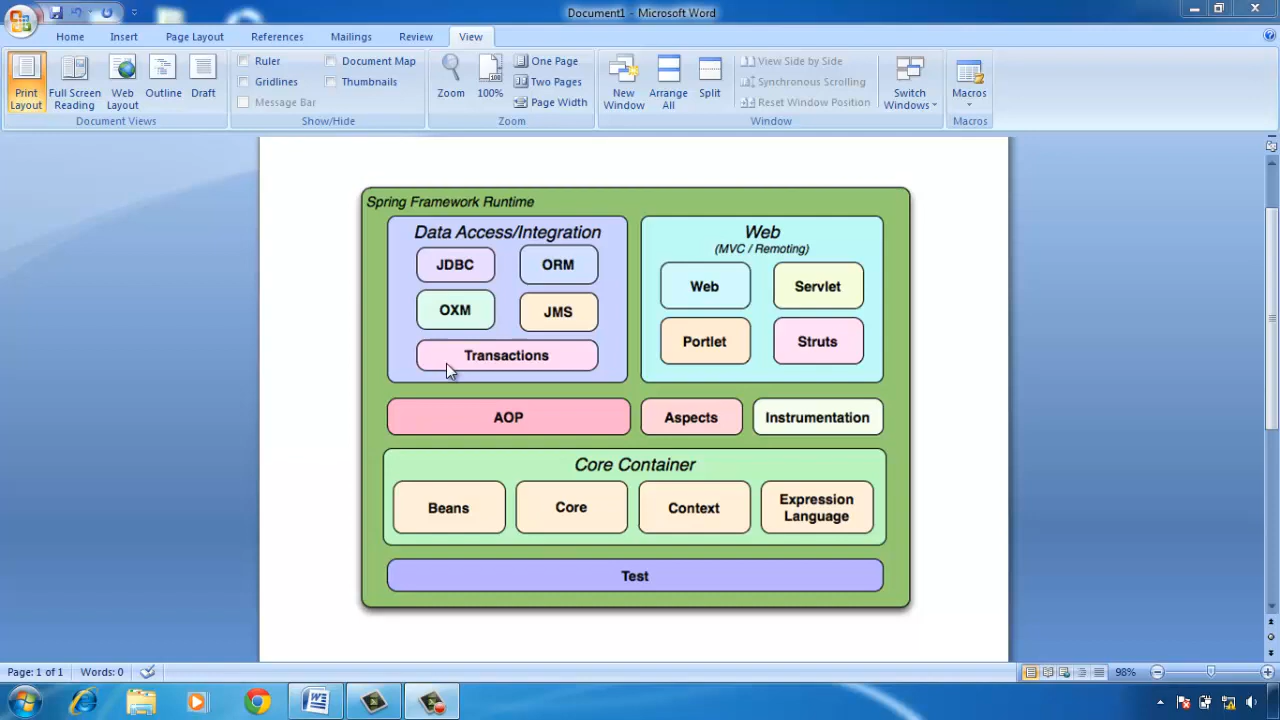 Document1 - Microsoft Word
Home Insert Page Layout References Mailings Review View
Print Layout
Full Screen Reading
Web Layout
Outline
Draft
Document Views
Ruler
Gridlines
Message Bar
Document Map
Thumbnails
Show/Hide
Zoom
100%
One Page
Two Pages
Page Width
Zoom
New Window
Arrange All
Split
View Side by Side
Synchronous Scrolling
Reset Window Position
Switch Windows
Window
Macros
Macros
Spring Framework Runtime
Data Access/Integration
JDBC
ORM
OXM
JMS
Transactions
Web
(MVC / Remoting)
Web
Servlet
Portlet
Struts
AOP
Aspects
Instrumentation
Core Container
Beans
Core
Context
Expression
Language
Test
Page: 1 of 1
Words: 0
98%